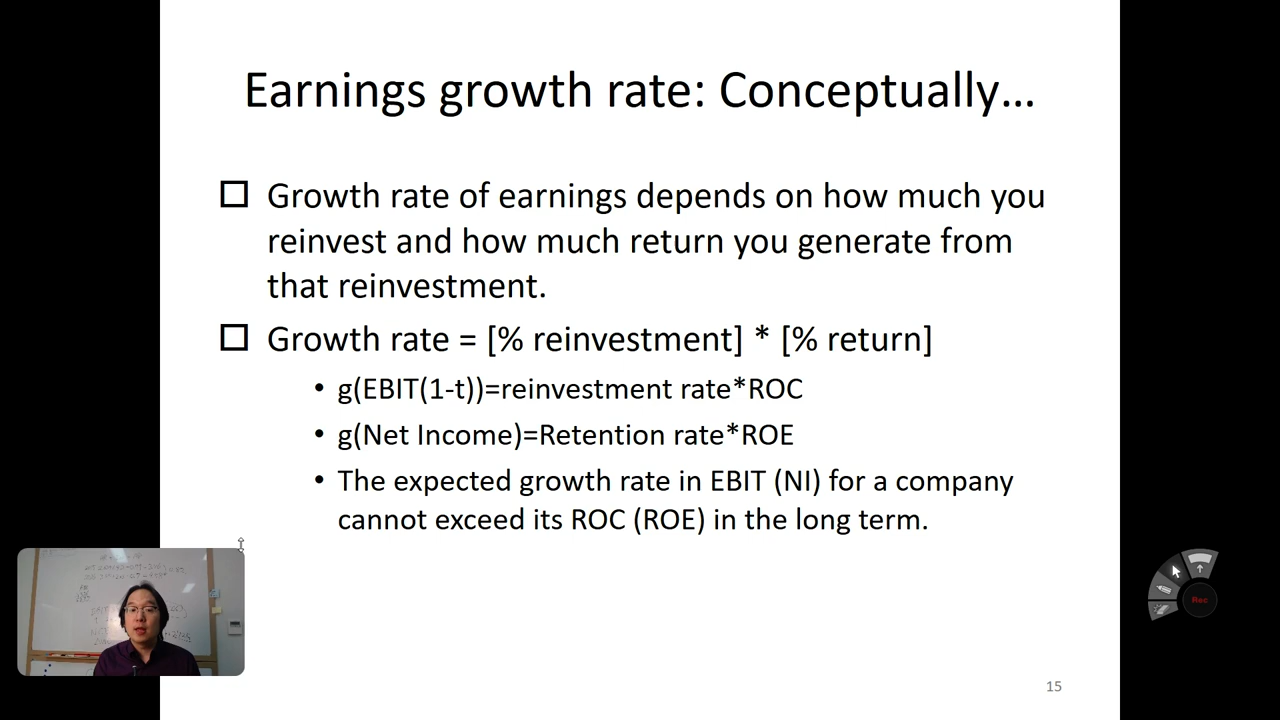 Earnings growth rate: Conceptually…
Growth rate of earnings depends on how much you
reinvest and how much return you generate from
that reinvestment.
Growth rate = [% reinvestment] * [% return]
• g(EBIT(1-t))=reinvestment rate*ROC
• g(Net Income)=Retention rate*ROE
• The expected growth rate in EBIT (NI) for a company
cannot exceed its ROC (ROE) in the long term.
Rec
15